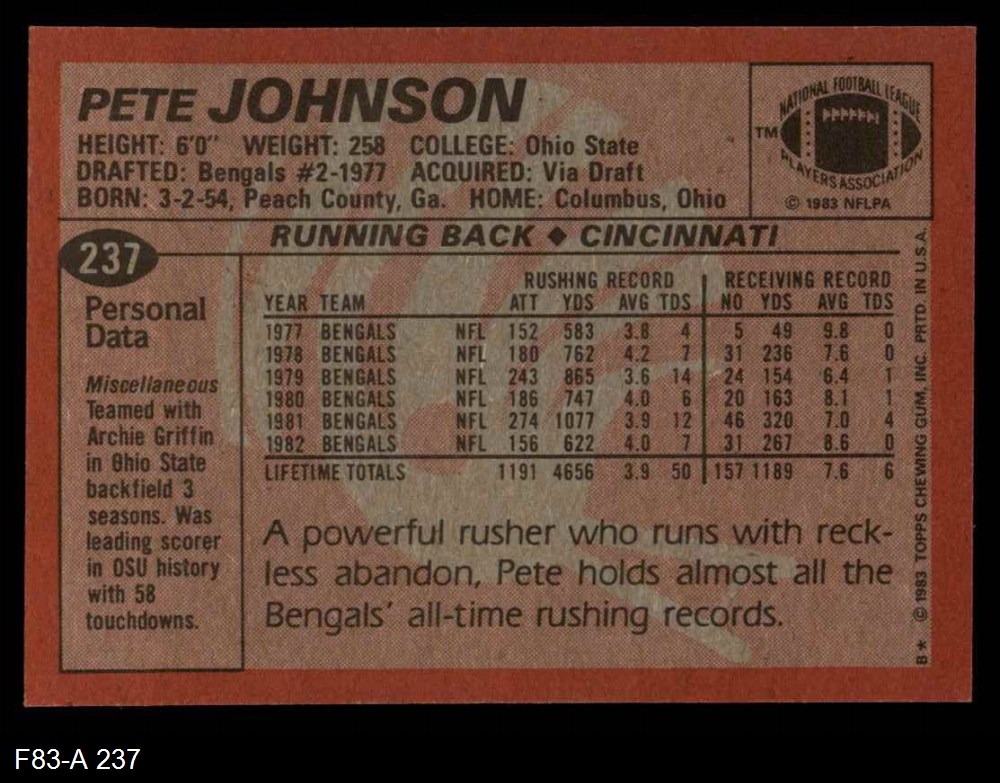 PETE JOHNSON
HEIGHT: 6'0" WEIGHT: 258 COLLEGE: Ohio State
DRAFTED: Bengals #2-1977 ACQUIRED: Via Draft
BORN: 3-2-54, Peach County, Ga. HOME: Columbus, Ohio
NATIONAL FOOTBALL LEAGUE
TM
PLAYERS ASSOCIATION
© 1983 NFLPA
RUNNING BACK ♦ CINCINNATI
237
Personal
Data
Miscellaneous
Teamed with
Archie Griffin
in Ohio State
backfield 3
seasons. Was
leading scorer
in OSU history
with 58
touchdowns.
RUSHING RECORD RECEIVING RECORD
YEAR TEAM ATT YDS AVG TDS NO YDS AVG TDS
1977 BENGALS NFL 152 583 3.8 4 5 49 9.8 0
1978 BENGALS NFL 180 762 4.2 7 31 236 7.6 0
1979 BENGALS NFL 243 865 3.6 14 24 154 6.4 1
1980 BENGALS NFL 186 747 4.0 6 20 163 8.1 1
1981 BENGALS NFL 274 1077 3.9 12 46 320 7.0 4
1982 BENGALS NFL 156 622 4.0 7 31 267 8.6 0
LIFETIME TOTALS 1191 4656 3.9 50 157 1189 7.6 6
A powerful rusher who runs with reck-
less abandon, Pete holds almost all the
Bengals' all-time rushing records.
B* © 1983 TOPPS CHEWING GUM, INC. PRTD. IN U.S.A.
F83-A 237